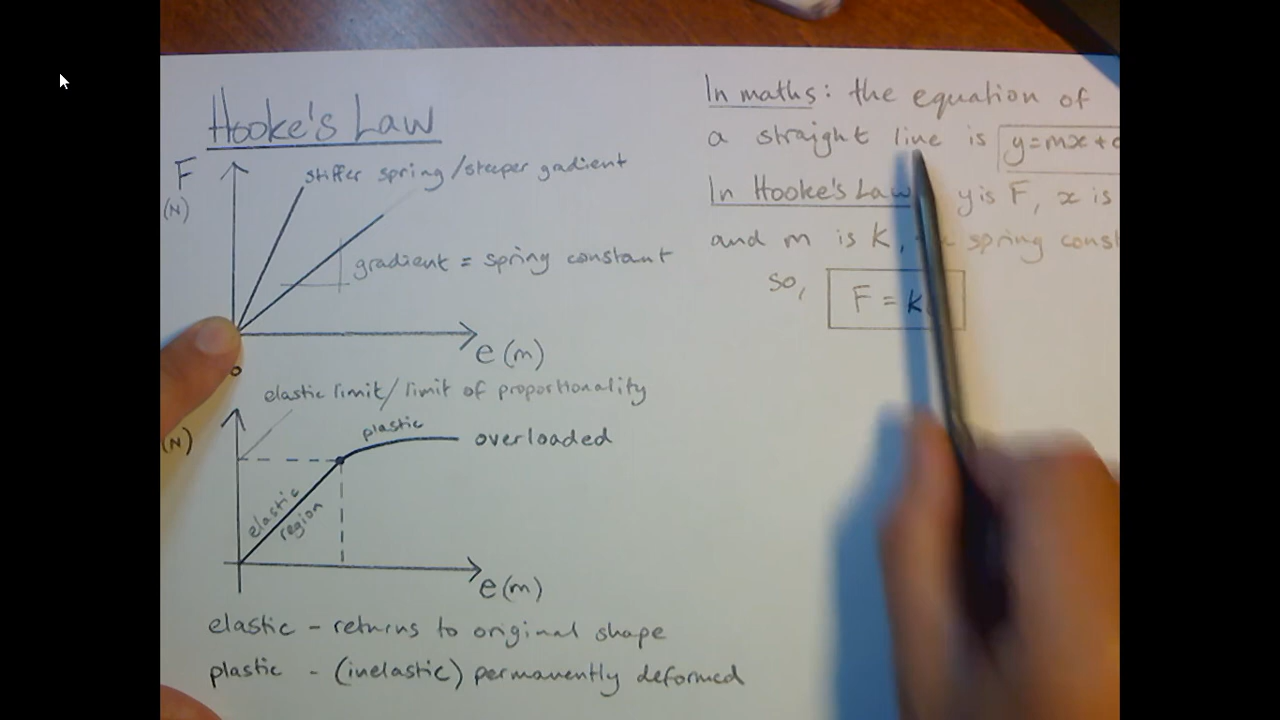 Hooke's Law
F
(N)
stiffer spring/steeper gradient
gradient = spring constant
e (m)
elastic limit/limit of proportionality
(N)
plastic
overloaded
elastic
region
e (m)
elastic - returns to original shape
plastic - (inelastic) permanently deformed
In maths: the equation of
a straight line is y=mx+c
In Hooke's Law y is F, x is
and m is k, spring
so,
F = k